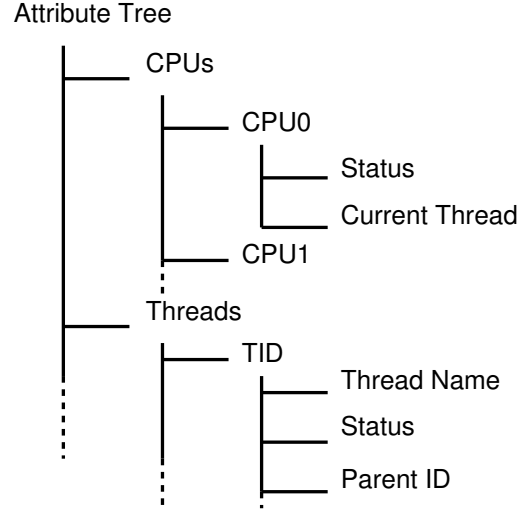 Attribute Tree
CPUs
CPU0
Status
Current Thread
CPU1
Threads
TID
Thread Name
Status
Parent ID